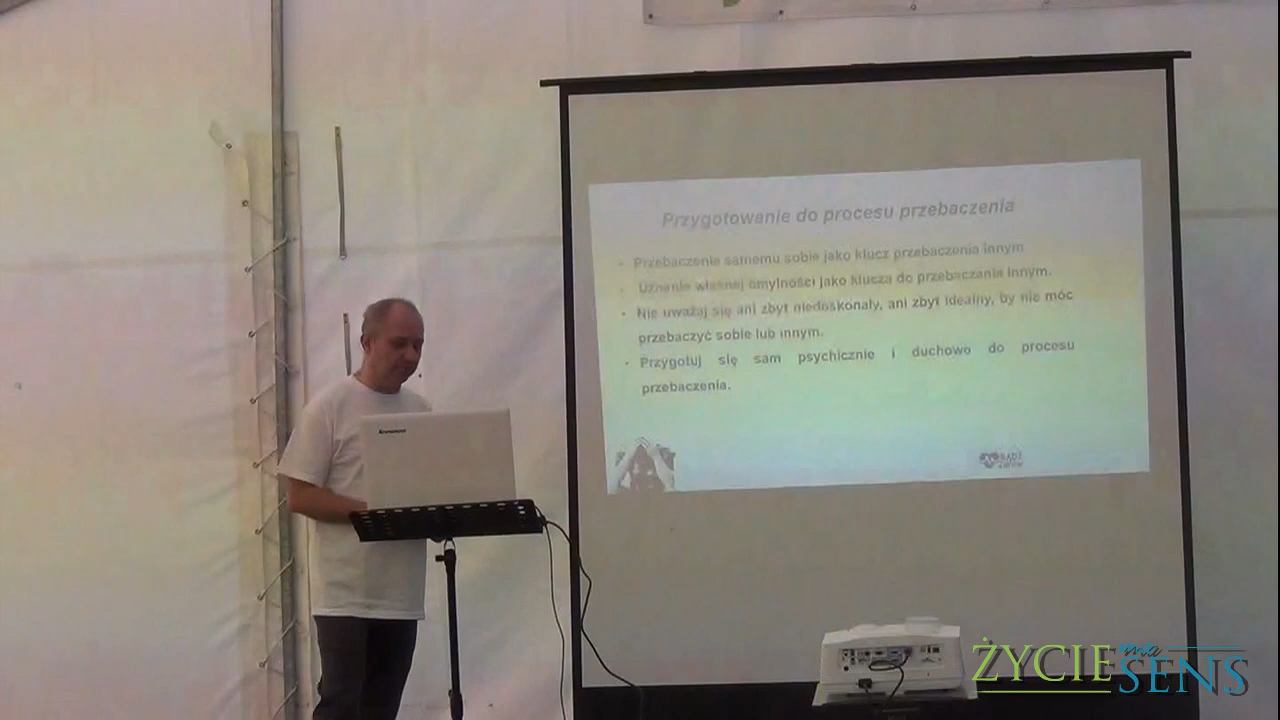 Przygotowanie do procesu przebaczenia
Przebaczenie samemu sobie jako klucz przebaczenia innym
Uznanie własnej omylności jako klucza do przebaczania innym.
Nie uważaj się ani zbyt niedoskonały, ani zbyt idealny, by nie móc
przebaczyć sobie lub innym.
Przygotuj się sam psychicznie i duchowo do procesu
przebaczenia.
lenovo
ŻYCIE ma SENS